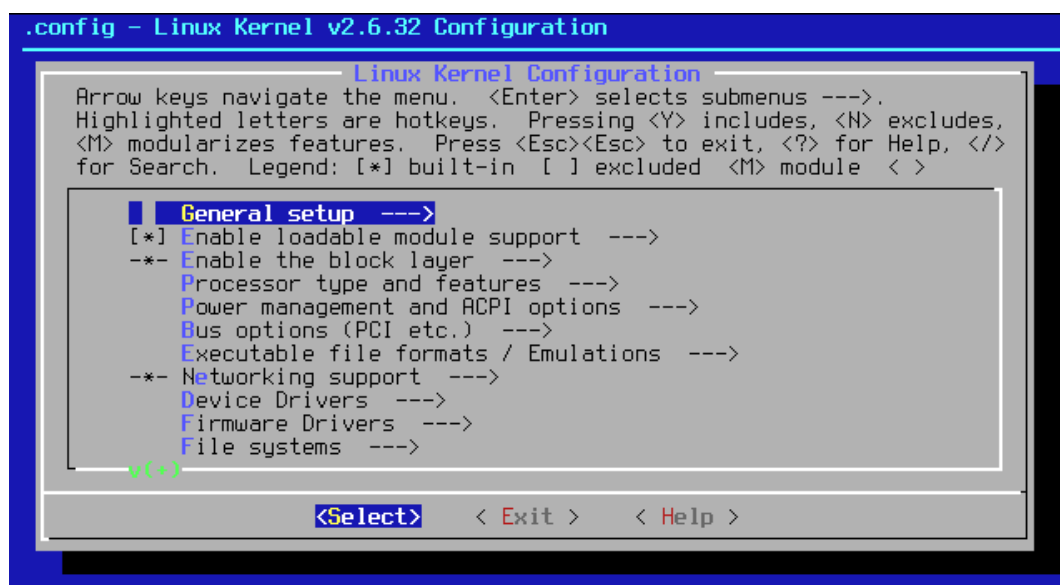 .config - Linux Kernel v2.6.32 Configuration
Linux Kernel Configuration
Arrow keys navigate the menu.  <Enter> selects submenus --->.
Highlighted letters are hotkeys.  Pressing <Y> includes, <N> excludes,
<M> modularizes features.  Press <Esc><Esc> to exit, <?> for Help, </>
for Search.  Legend: [*] built-in  [ ] excluded  <M> module  < >
General setup  --->
[*] Enable loadable module support  --->
-*- Enable the block layer  --->
Processor type and features  --->
Power management and ACPI options  --->
Bus options (PCI etc.)  --->
Executable file formats / Emulations  --->
-*- Networking support  --->
Device Drivers  --->
Firmware Drivers  --->
File systems  --->
v(+)
<Select>    < Exit >    < Help >